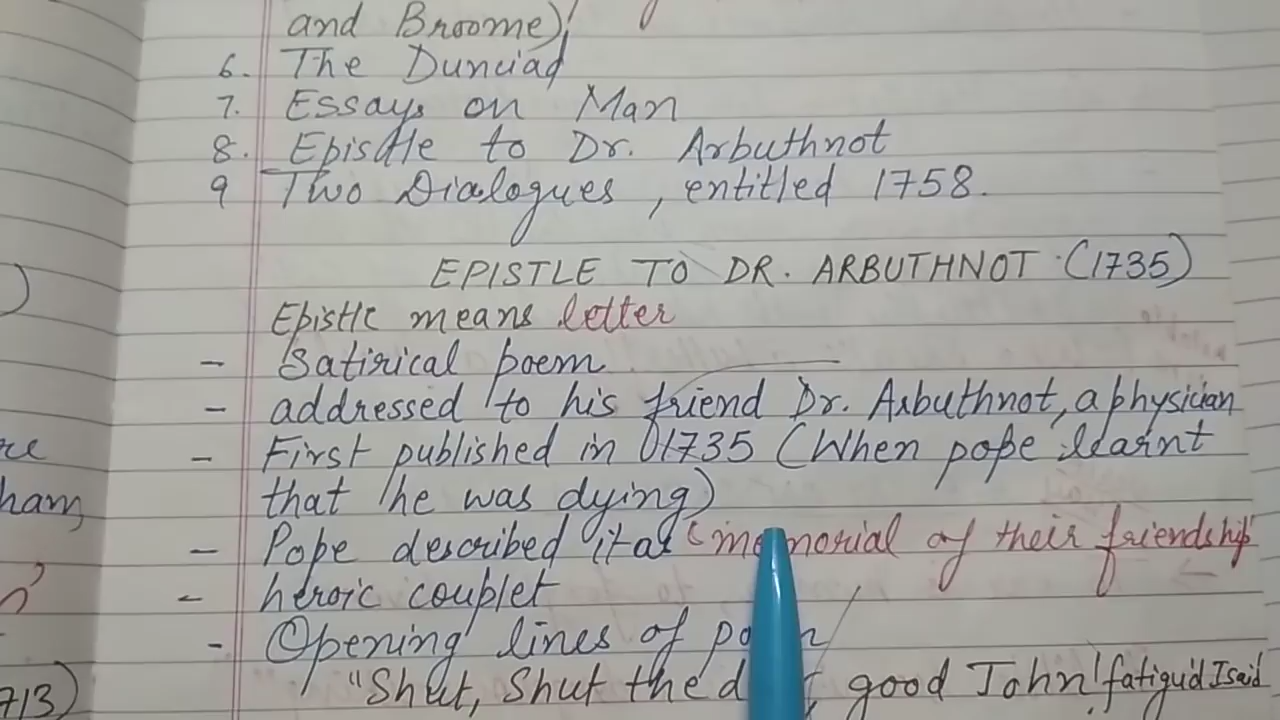 and Broome),
6. The Dunciad
7. Essays on Man
8. Epistle to Dr. Arbuthnot
9 Two Dialogues, entitled 1758.
)
EPISTLE TO DR. ARBUTHNOT (1735)
Epistle means letter
- Satirical poem
- addressed to his friend Dr. Arbuthnot, a physician
- First published in 1735 (When pope learnt
that he was dying)
- Pope described it as "memorial of their friendship"
- heroic couplet
- Opening lines of
"Shut, Shut the good John! fatigu'd I said
ham,
713)